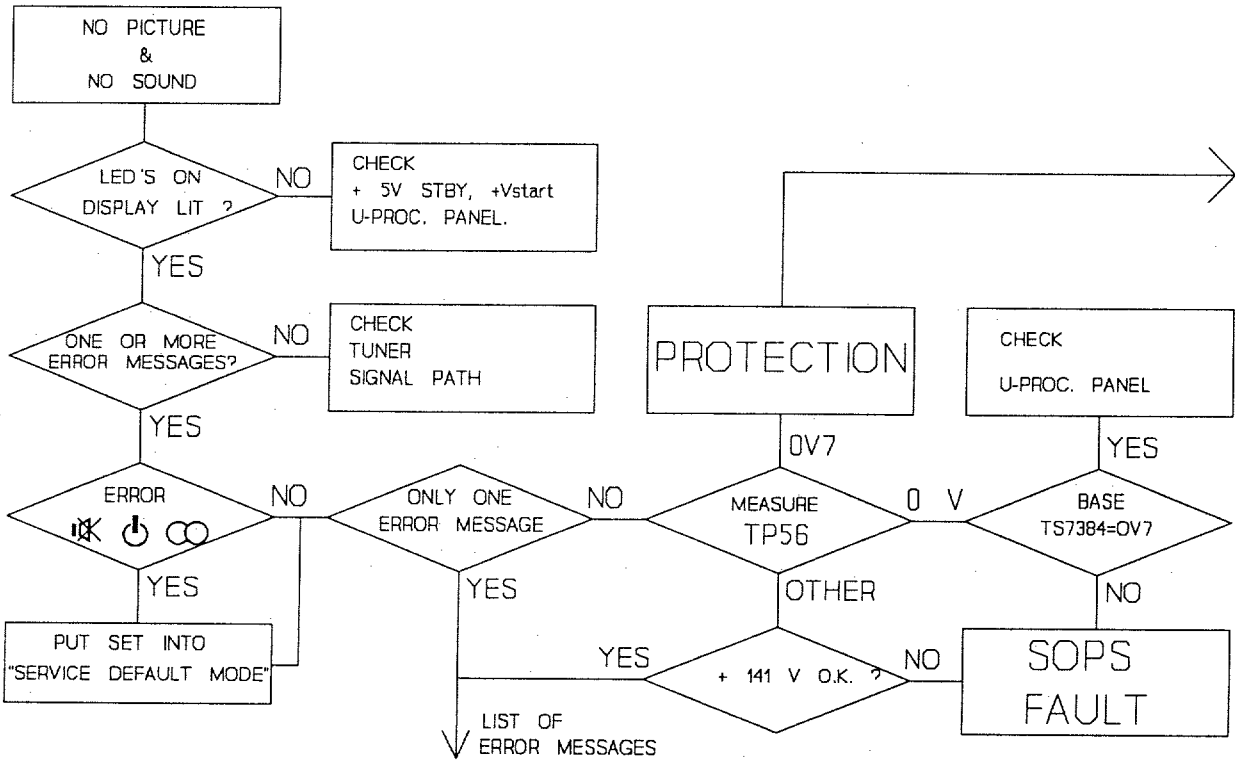 NO PICTURE
&
NO SOUND
LED'S ON
DISPLAY LIT ?
NO
CHECK
+ 5V STBY, +Vstart
U-PROC. PANEL.
YES
ONE OR MORE
ERROR MESSAGES?
NO
CHECK
TUNER
SIGNAL PATH
YES
ERROR
NO
YES
PUT SET INTO
"SERVICE DEFAULT MODE"
ONLY ONE
ERROR MESSAGE
NO
YES
LIST OF
ERROR MESSAGES
PROTECTION
0V7
MEASURE
TP56
0 V
OTHER
+ 141 V O.K. ?
YES
NO
CHECK
U-PROC. PANEL
YES
BASE
TS7384=0V7
NO
SOPS
FAULT